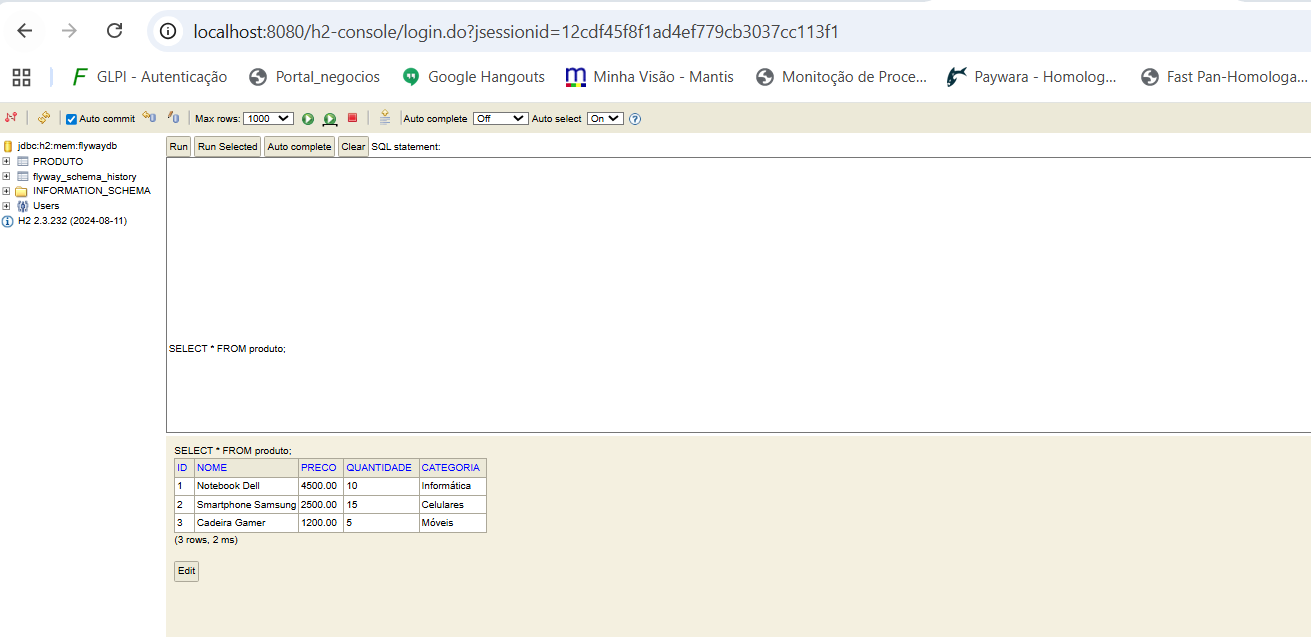 localhost:8080/h2-console/login.do?jsessionid=12cdf45f8f1ad4ef779cb3037cc113f1
GLPI - Autenticação Portal_negocios Google Hangouts Minha Visão - Mantis Monitoção de Proce... Paywara - Homolog... Fast Pan-Homologa...
Auto commit Max rows: 1000 Auto complete Off Auto select On
jdbc:h2:mem:flywaydb
PRODUTO
flyway_schema_history
INFORMATION_SCHEMA
Users
H2 2.3.232 (2024-08-11)
Run Run Selected Auto complete Clear SQL statement:
SELECT * FROM produto;
SELECT * FROM produto;
ID NOME PRECO QUANTIDADE CATEGORIA
1 Notebook Dell 4500.00 10 Informática
2 Smartphone Samsung 2500.00 15 Celulares
3 Cadeira Gamer 1200.00 5 Móveis
(3 rows, 2 ms)
Edit